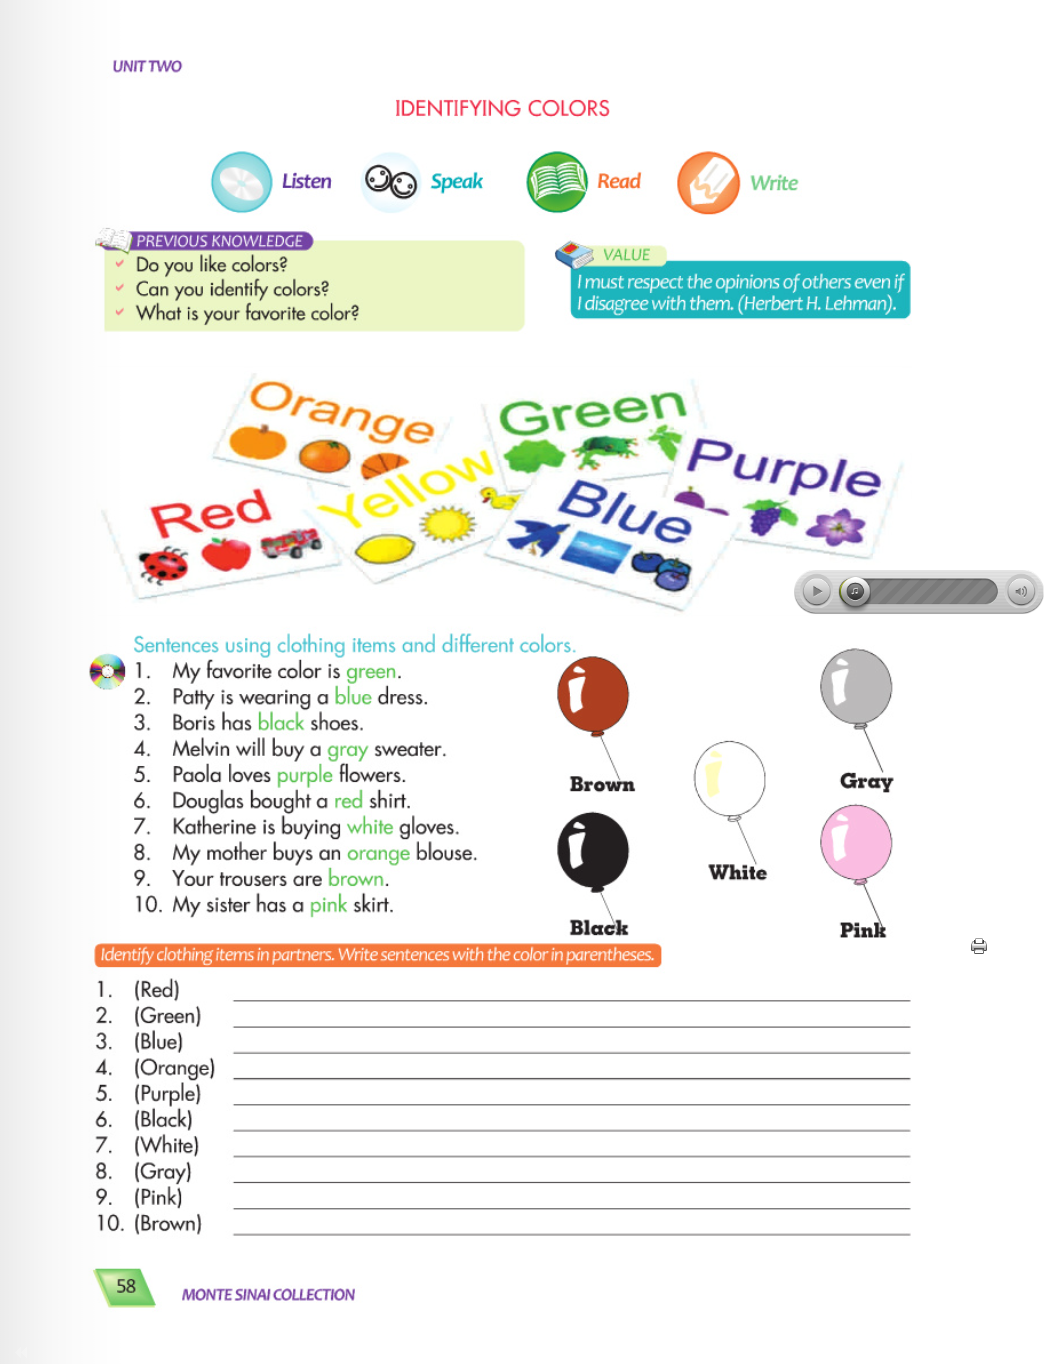 UNIT TWO
IDENTIFYING COLORS
Listen
Speak
Read
Write
PREVIOUS KNOWLEDGE
Do you like colors?
Can you identify colors?
What is your favorite color?
VALUE
I must respect the opinions of others even if
I disagree with them. (Herbert H. Lehman).
Orange
Green
Purple
Red
Yellow
Blue
Sentences using clothing items and different colors.
1. My favorite color is green.
2. Patty is wearing a blue dress.
3. Boris has black shoes.
4. Melvin will buy a gray sweater.
5. Paola loves purple flowers.
6. Douglas bought a red shirt.
7. Katherine is buying white gloves.
8. My mother buys an orange blouse.
9. Your trousers are brown.
10. My sister has a pink skirt.
Brown
Gray
White
Black
Pink
Identify clothing items in partners. Write sentences with the color in parentheses.
1. (Red)
2. (Green)
3. (Blue)
4. (Orange)
5. (Purple)
6. (Black)
7. (White)
8. (Gray)
9. (Pink)
10. (Brown)
58
MONTE SINAI COLLECTION